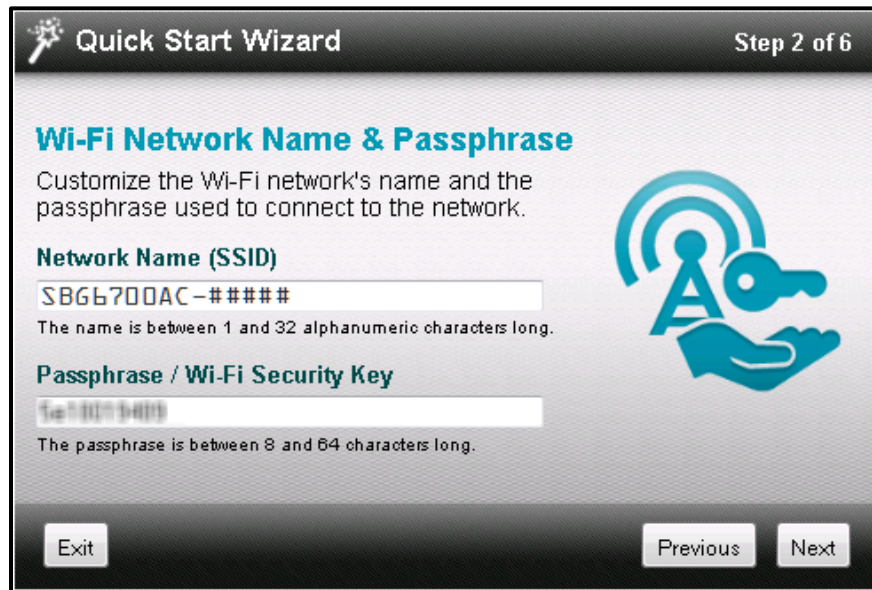 Quick Start Wizard
Step 2 of 6
Wi-Fi Network Name & Passphrase
Customize the Wi-Fi network's name and the
passphrase used to connect to the network.
Network Name (SSID)
SBG6700AC-#####
The name is between 1 and 32 alphanumeric characters long.
Passphrase / Wi-Fi Security Key
The passphrase is between 8 and 64 characters long.
Exit
Previous
Next